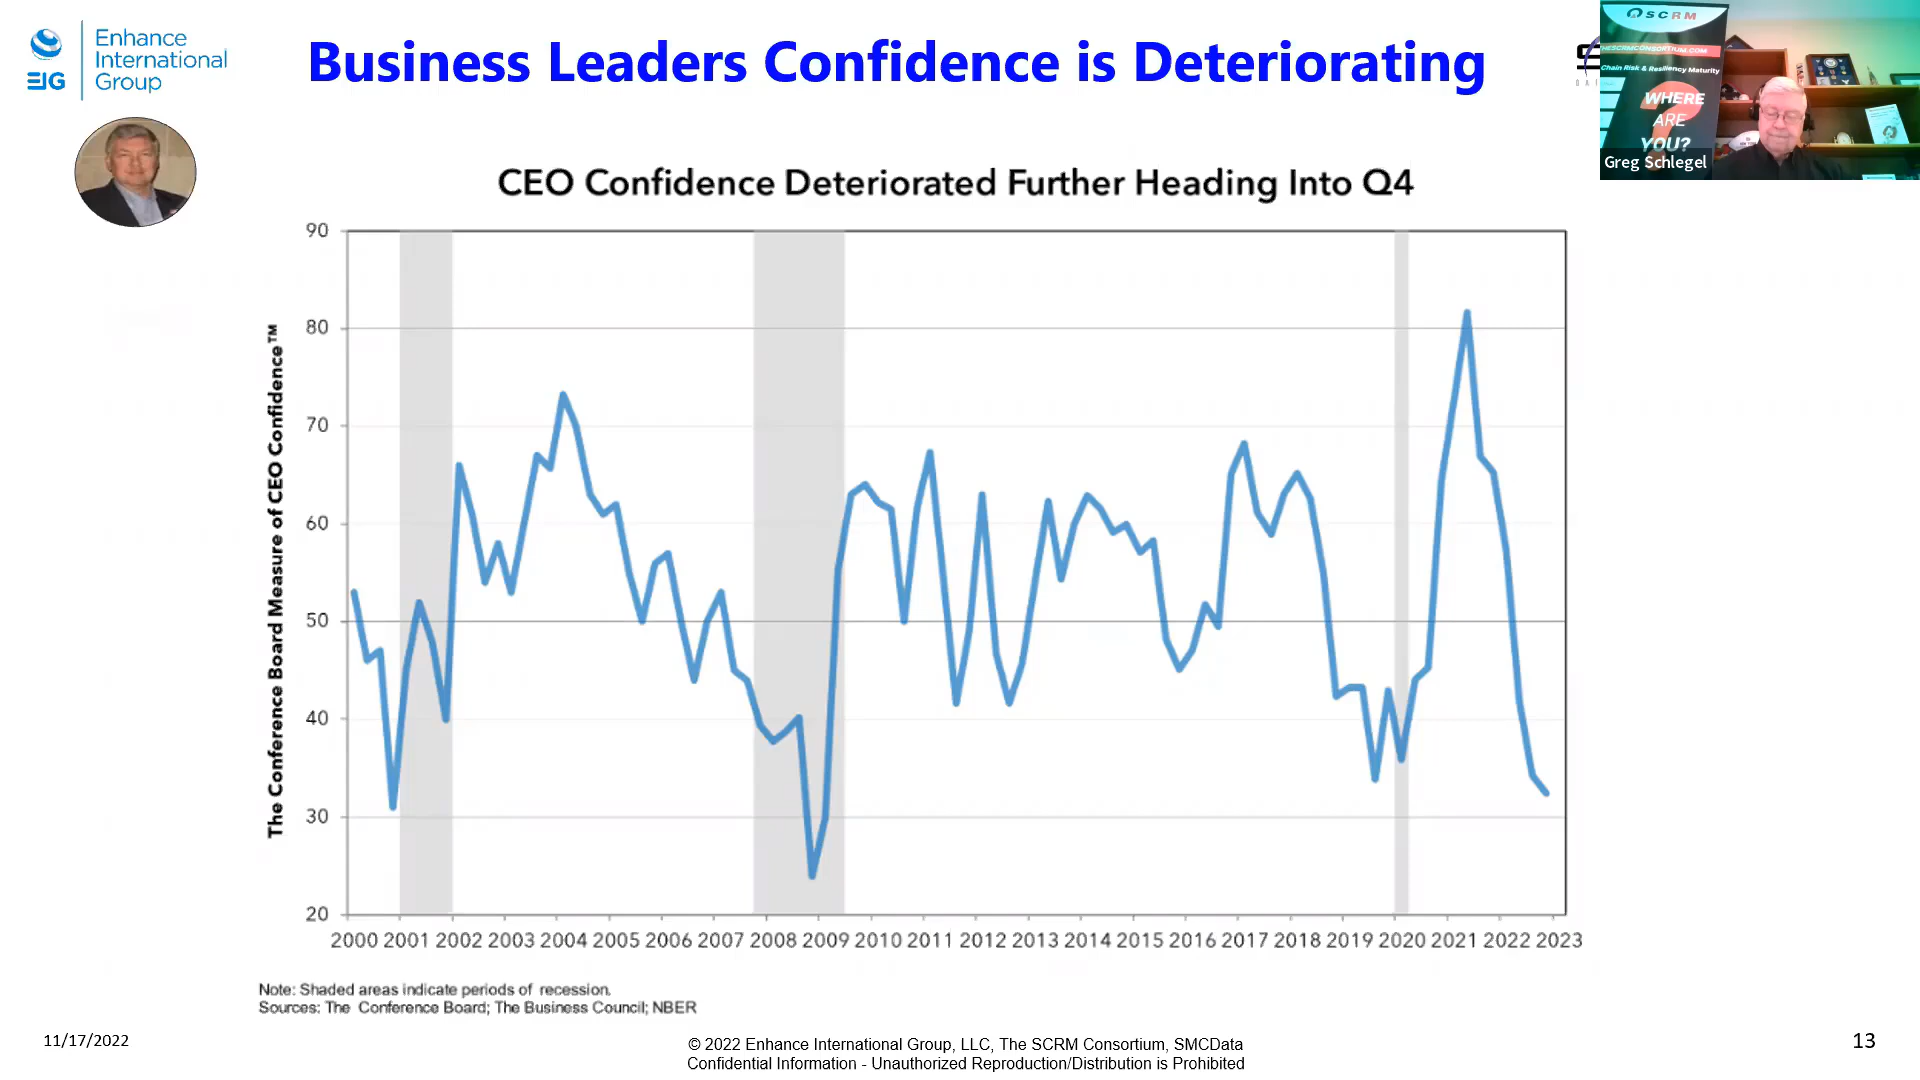 Enhance
International
Group
EIG
Business Leaders Confidence is Deteriorating
SCRM
THESCRMCONSORTIUM.COM
Chain Risk & Resiliency Maturity
WHERE
ARE
YOU?
Greg Schlegel
CEO Confidence Deteriorated Further Heading Into Q4
The Conference Board Measure of CEO Confidence™
90
80
70
60
50
40
30
20
2000 2001 2002 2003 2004 2005 2006 2007 2008 2009 2010 2011 2012 2013 2014 2015 2016 2017 2018 2019 2020 2021 2022 2023
Note: Shaded areas indicate periods of recession.
Sources: The Conference Board; The Business Council; NBER
11/17/2022
© 2022 Enhance International Group, LLC, The SCRM Consortium, SMCData
Confidential Information - Unauthorized Reproduction/Distribution is Prohibited
13